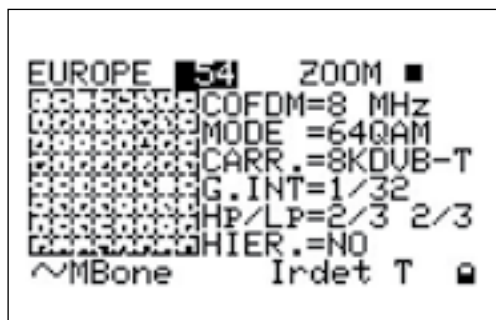 EUROPE 54 ZOOM
COFDM=8 MHz
MODE =64QAM
CARR.=8KDVB-T
G.INT=1/32
Hp/Lp=2/3 2/3
HIER.=NO
~MBone Irdet T